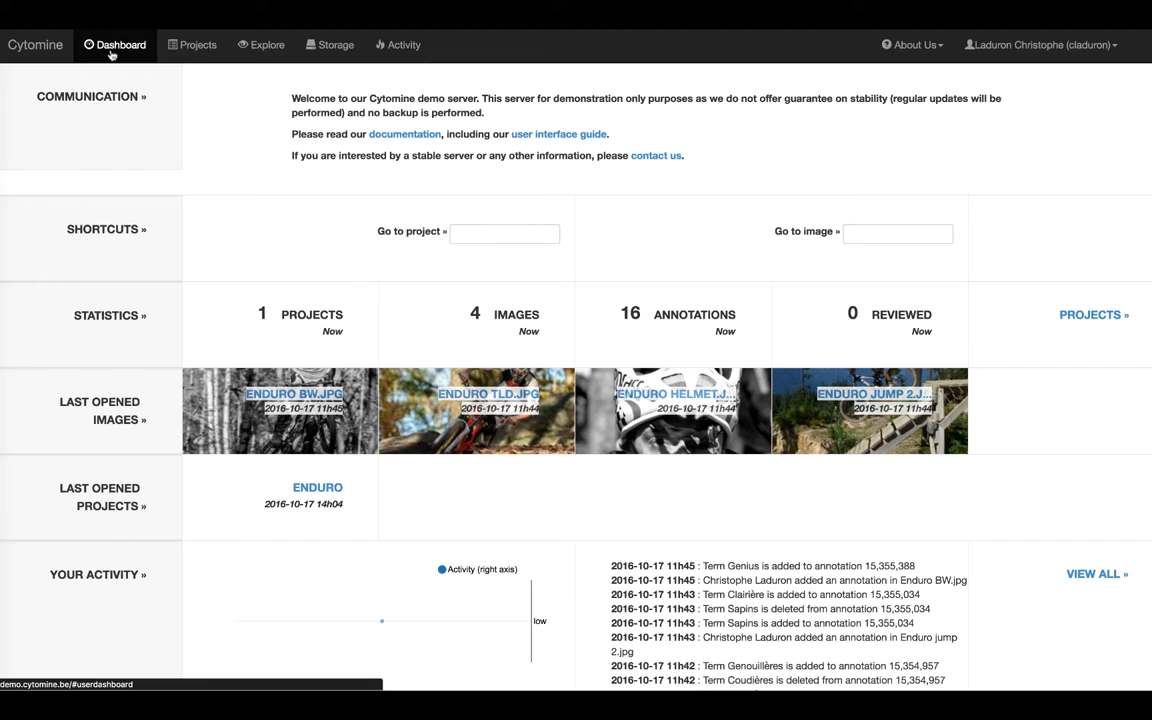 Cytomine Dashboard Projects Explore Storage Activity About Us Laduron Christophe (claduron)
COMMUNICATION »
Welcome to our Cytomine demo server. This server for demonstration only purposes as we do not offer guarantee on stability (regular updates will be
performed) and no backup is performed.
Please read our documentation, including our user interface guide.
If you are interested by a stable server or any other information, please contact us.
SHORTCUTS »
Go to project »
Go to image »
STATISTICS »
1 PROJECTS
Now
4 IMAGES
Now
16 ANNOTATIONS
Now
0 REVIEWED
Now
PROJECTS »
LAST OPENED
IMAGES »
ENDURO BW.JPG
2016-10-17 11h45
ENDURO TLD.JPG
2016-10-17 11h44
ENDURO HELMET.J...
2016-10-17 11h44
ENDURO JUMP 2.J...
2016-10-17 11h44
LAST OPENED
PROJECTS »
ENDURO
2016-10-17 14h04
YOUR ACTIVITY »
Activity (right axis)
low
2016-10-17 11h45 : Term Genius is added to annotation 15,355,388
2016-10-17 11h45 : Christophe Laduron added an annotation in Enduro BW.jpg
2016-10-17 11h43 : Term Clairière is added to annotation 15,355,034
2016-10-17 11h43 : Term Sapins is deleted from annotation 15,355,034
2016-10-17 11h43 : Term Sapins is added to annotation 15,355,034
2016-10-17 11h43 : Christophe Laduron added an annotation in Enduro jump
2.jpg
2016-10-17 11h42 : Term Genouillères is added to annotation 15,354,957
2016-10-17 11h42 : Term Coudières is deleted from annotation 15,354,957
VIEW ALL »
demo.cytomine.be/#userdashboard